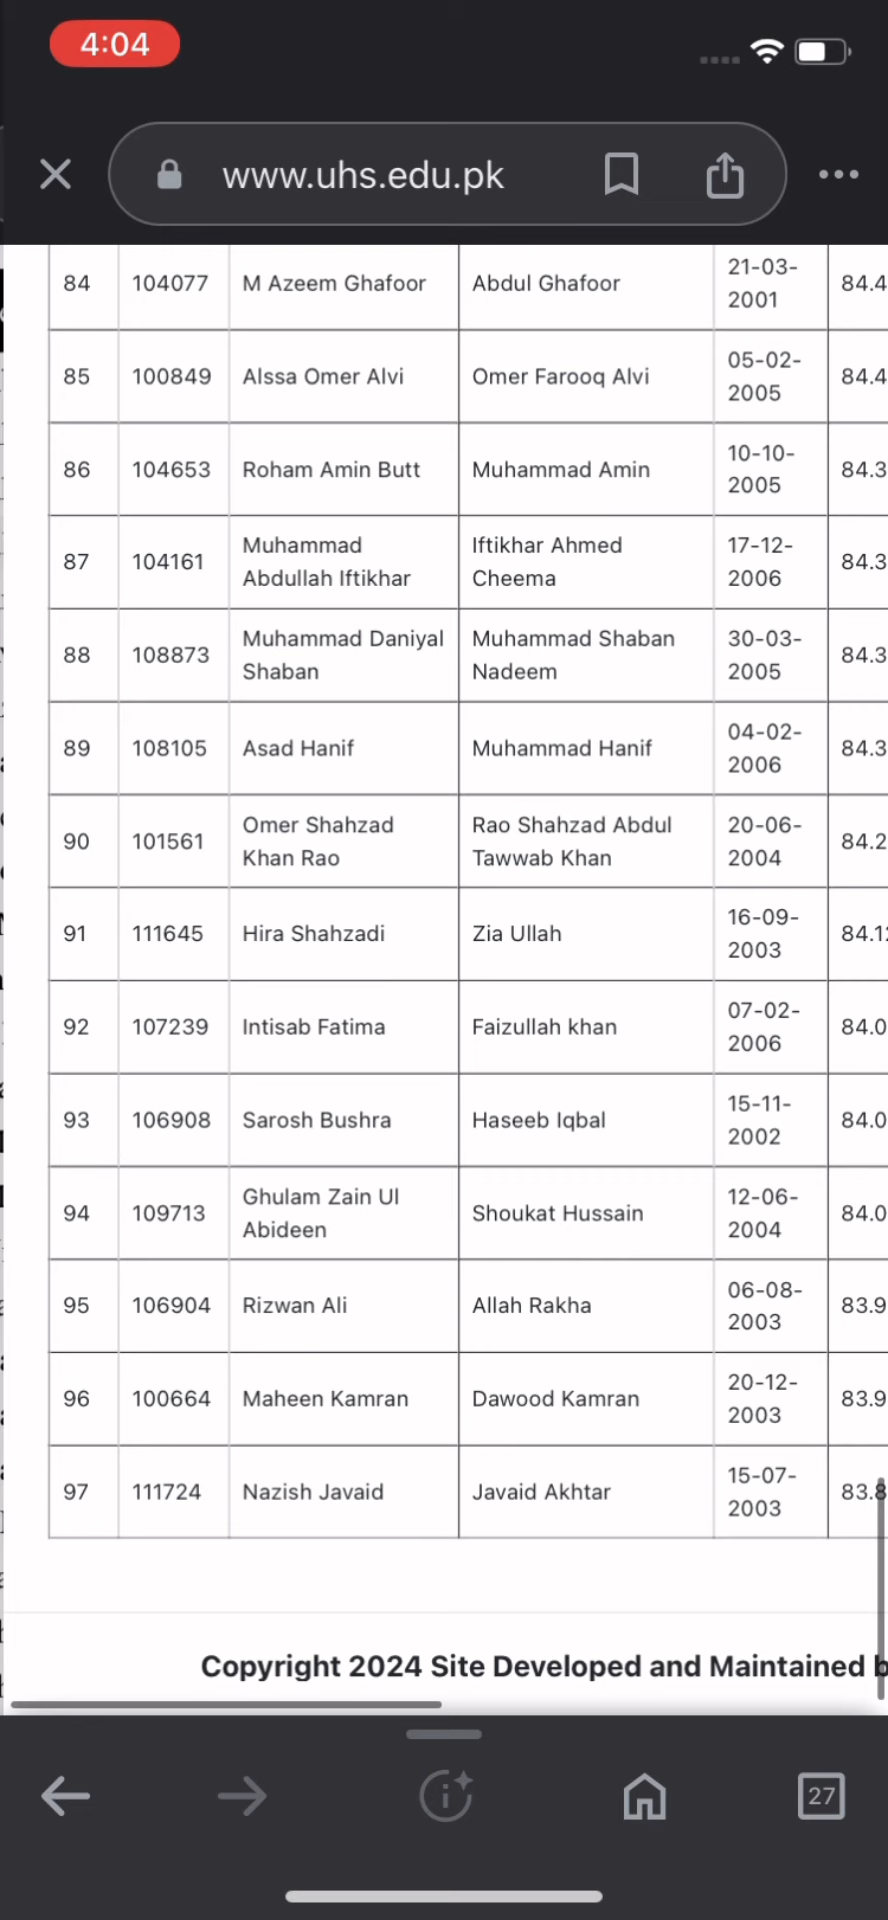 4:04
www.uhs.edu.pk
84 104077 M Azeem Ghafoor Abdul Ghafoor 21-03-2001 84.4
85 100849 Alssa Omer Alvi Omer Farooq Alvi 05-02-2005 84.4
86 104653 Roham Amin Butt Muhammad Amin 10-10-2005 84.3
87 104161 Muhammad Abdullah Iftikhar Iftikhar Ahmed Cheema 17-12-2006 84.3
88 108873 Muhammad Daniyal Shaban Muhammad Shaban Nadeem 30-03-2005 84.3
89 108105 Asad Hanif Muhammad Hanif 04-02-2006 84.3
90 101561 Omer Shahzad Khan Rao Rao Shahzad Abdul Tawwab Khan 20-06-2004 84.2
91 111645 Hira Shahzadi Zia Ullah 16-09-2003 84.1
92 107239 Intisab Fatima Faizullah khan 07-02-2006 84.0
93 106908 Sarosh Bushra Haseeb Iqbal 15-11-2002 84.0
94 109713 Ghulam Zain Ul Abideen Shoukat Hussain 12-06-2004 84.0
95 106904 Rizwan Ali Allah Rakha 06-08-2003 83.9
96 100664 Maheen Kamran Dawood Kamran 20-12-2003 83.9
97 111724 Nazish Javaid Javaid Akhtar 15-07-2003 83.8
Copyright 2024 Site Developed and Maintained
27